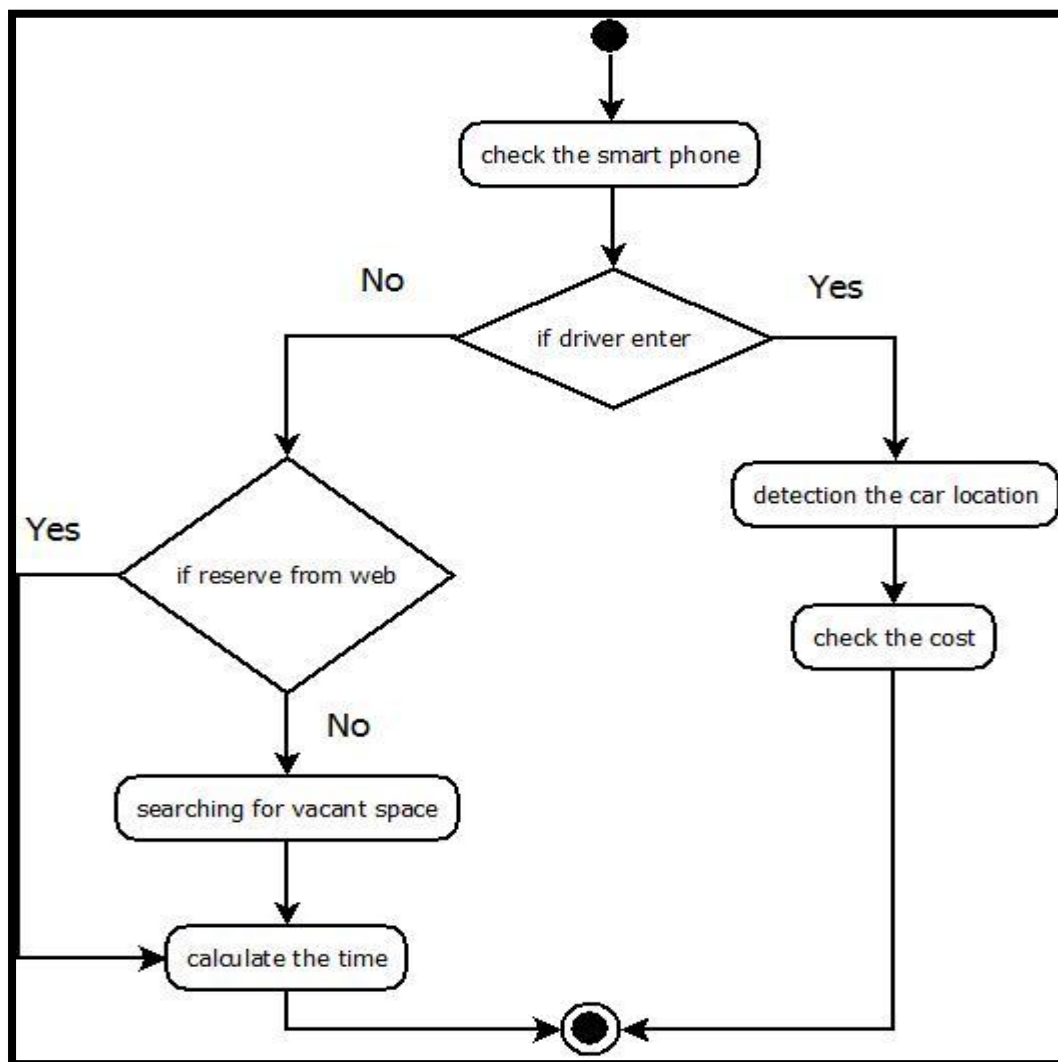 check the smart phone
No
Yes
if driver enter
detection the car location
Yes
if reserve from web
check the cost
No
searching for vacant space
calculate the time